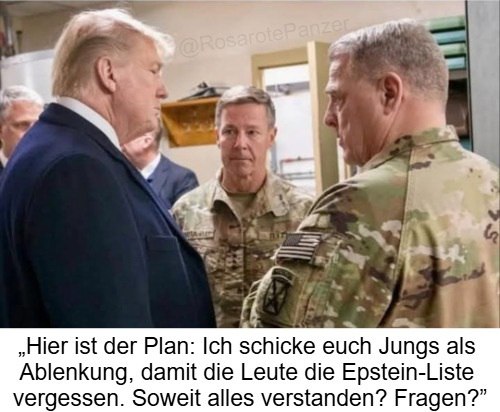 @RosarotePanzer
„Hier ist der Plan: Ich schicke euch Jungs als
Ablenkung, damit die Leute die Epstein-Liste
vergessen. Soweit alles verstanden? Fragen?”